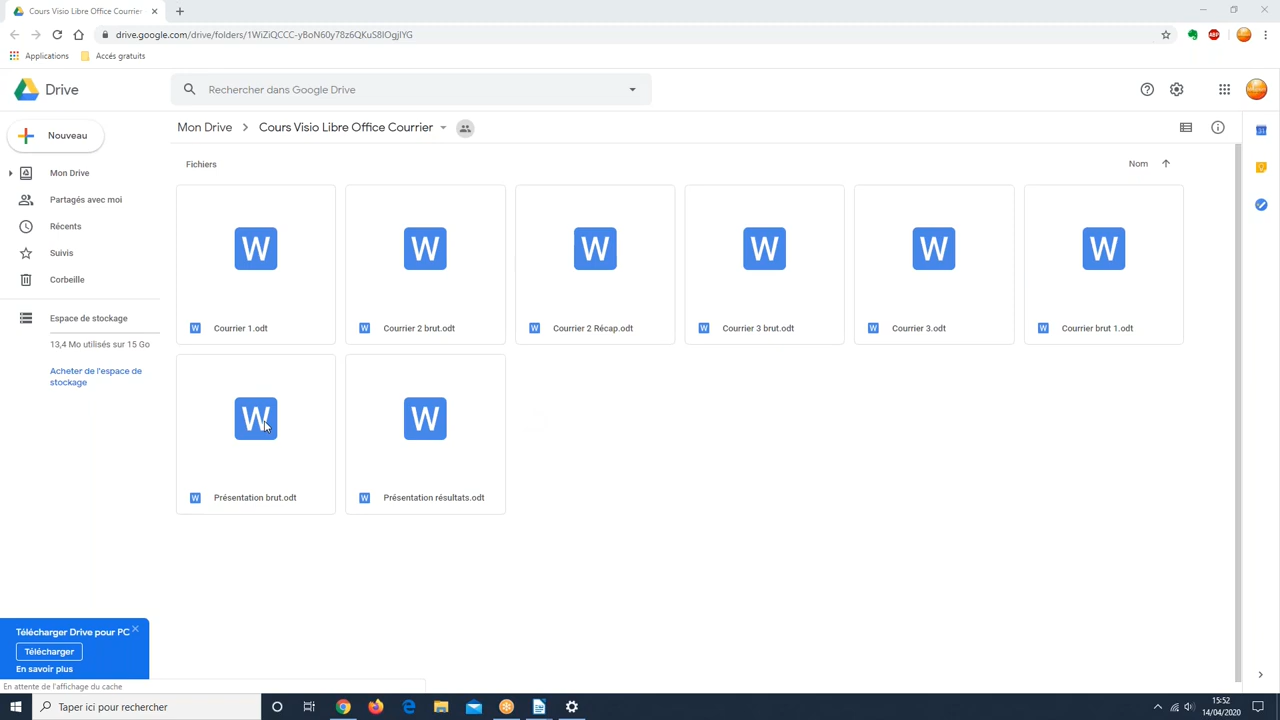 Cours Visio Libre Office Courrier
drive.google.com/drive/folders/1WiZiQCCC-yBoN60y78z6QKuS8IOgjIYG
Applications
Accés gratuits
ABP
Drive
Rechercher dans Google Drive
Nouveau
Mon Drive
Cours Visio Libre Office Courrier
Fichiers
Nom
Mon Drive
Partagés avec moi
Récents
Suivis
Corbeille
Espace de stockage
13,4 Mo utilisés sur 15 Go
Acheter de l'espace de
stockage
W
W
W
W
W
W
W Courrier 1.odt
W Courrier 2 brut.odt
W Courrier 2 Récap.odt
W Courrier 3 brut.odt
W Courrier 3.odt
W Courrier brut 1.odt
W
W
W Présentation brut.odt
W Présentation résultats.odt
31
Télécharger Drive pour PC
Télécharger
En savoir plus
En attente de l'affichage du cache
Taper ici pour rechercher
15:52
14/04/2020